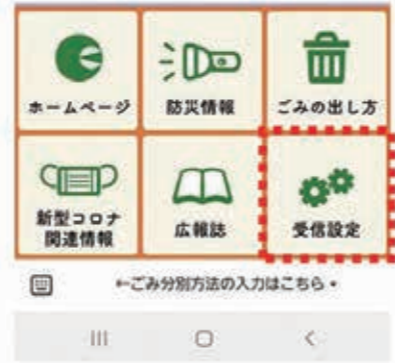 ホームページ
防災情報
ごみの出し方
新型コロナ
関連情報
広報誌
受信設定
←ごみ分別方法の入力はこちら・